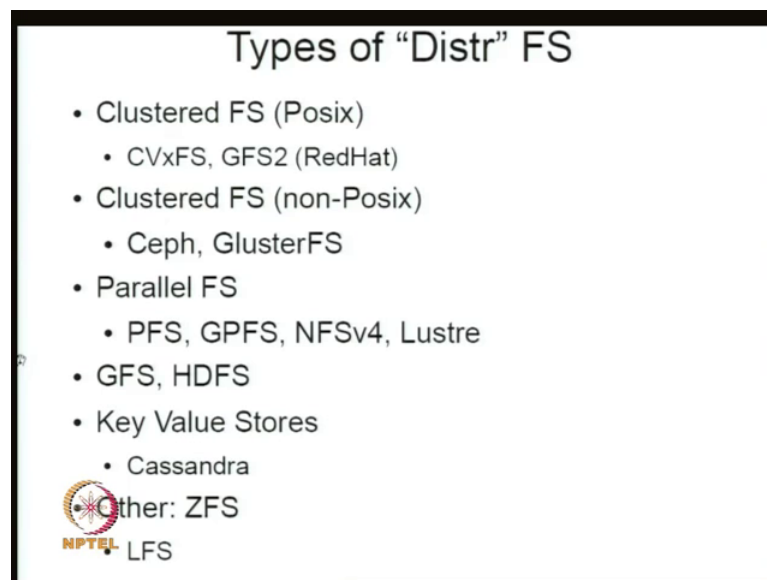 Types of “Distr” FS
• Clustered FS (Posix)
• CVxFS, GFS2 (RedHat)
• Clustered FS (non-Posix)
• Ceph, GlusterFS
• Parallel FS
• PFS, GPFS, NFSv4, Lustre
• GFS, HDFS
• Key Value Stores
• Cassandra
• Other: ZFS
NPTEL
• LFS